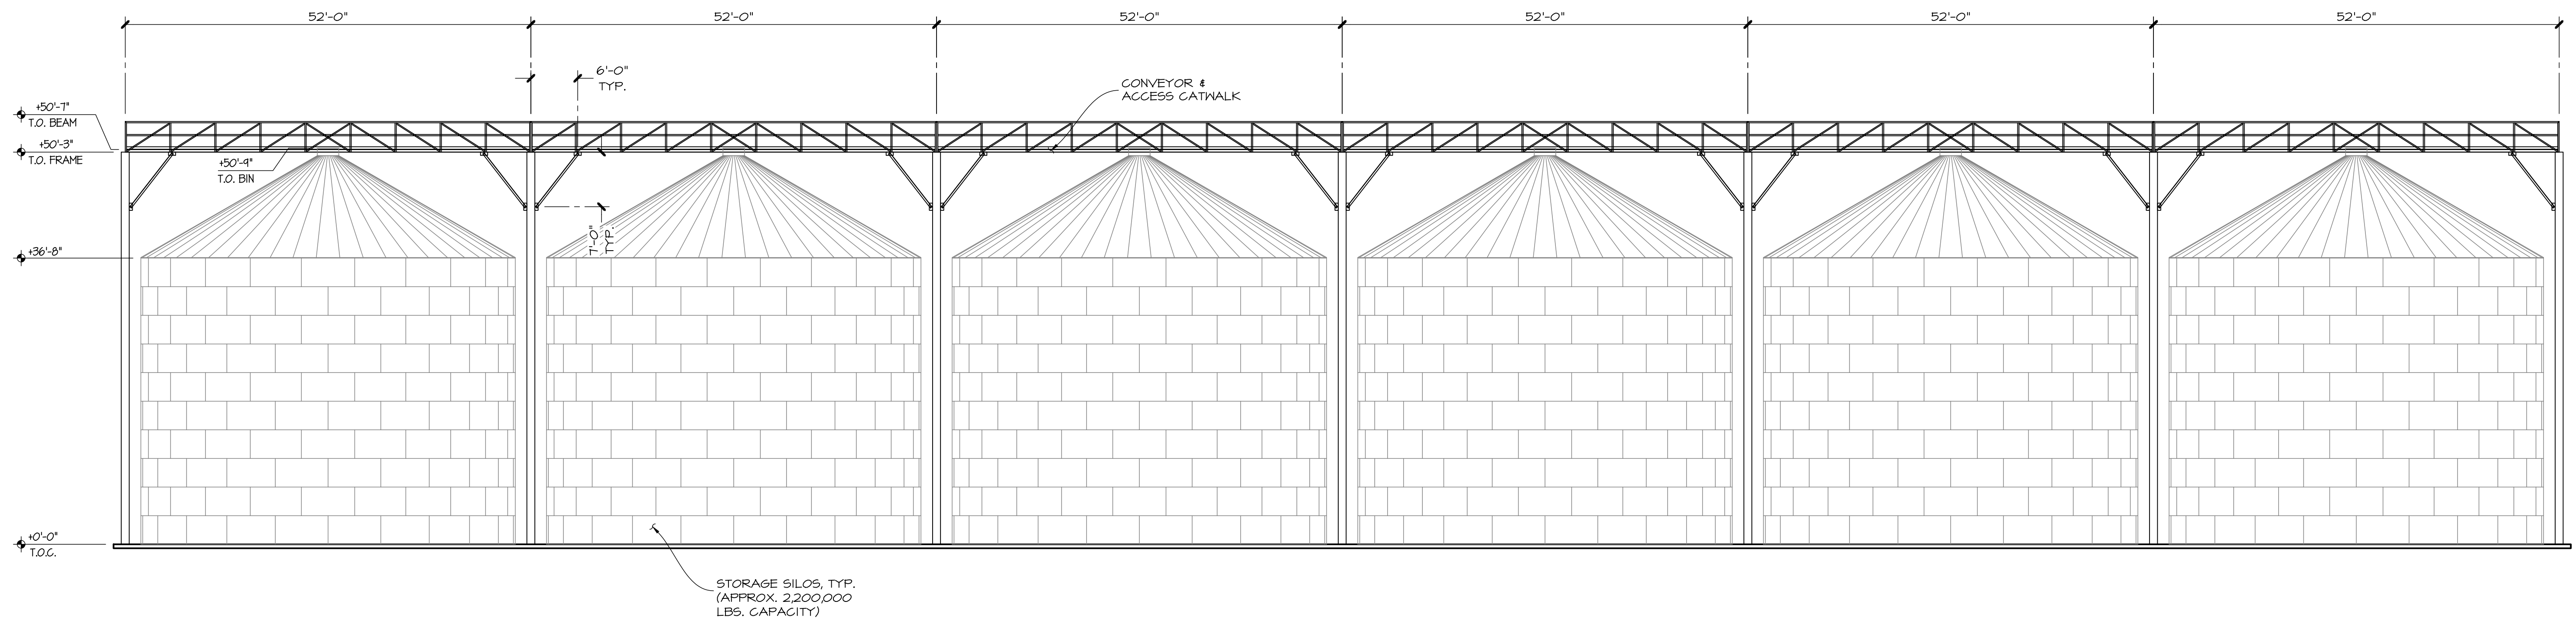 52'-0"
52'-0"
52'-0"
52'-0"
52'-0"
52'-0"
6'-0"
TYP.
CONVEYOR &
ACCESS CATWALK
+50'-7"
T.O. BEAM
+50'-3"
T.O. FRAME
+50'-9"
T.O. BIN
7'-0"
TYP.
+36'-8"
+0'-0"
T.O.C.
STORAGE SILOS, TYP.
(APPROX. 2,200,000
LBS. CAPACITY)